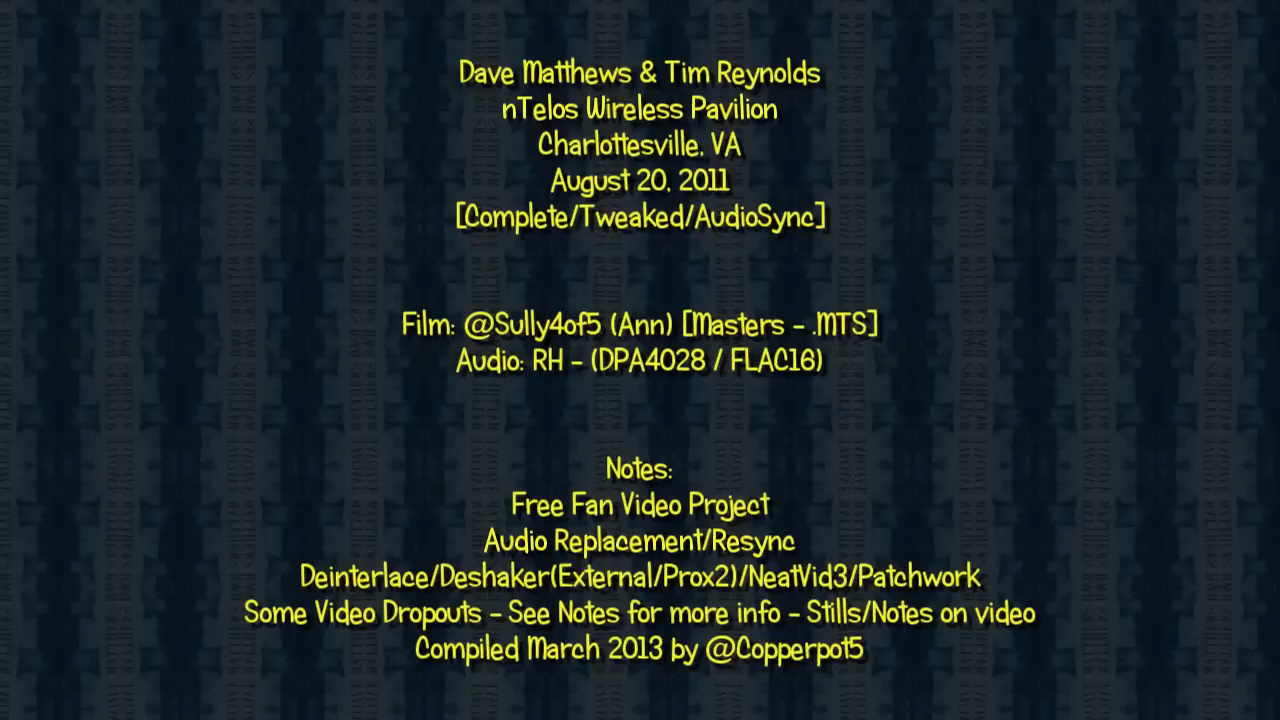 Dave Matthews & Tim Reynolds
nTelos Wireless Pavilion
Charlottesville, VA
August 20, 2011
[Complete/Tweaked/AudioSync]
Film: @Sully4of5 (Ann) [Masters - .MTS]
Audio: RH - (DPA4028 / FLAC16)
Notes:
Free Fan Video Project
Audio Replacement/Resync
Deinterlace/Deshaker(External/Prox2)/NeatVid3/Patchwork
Some Video Dropouts - See Notes for more info - Stills/Notes on video
Compiled March 2013 by @Copperpot5